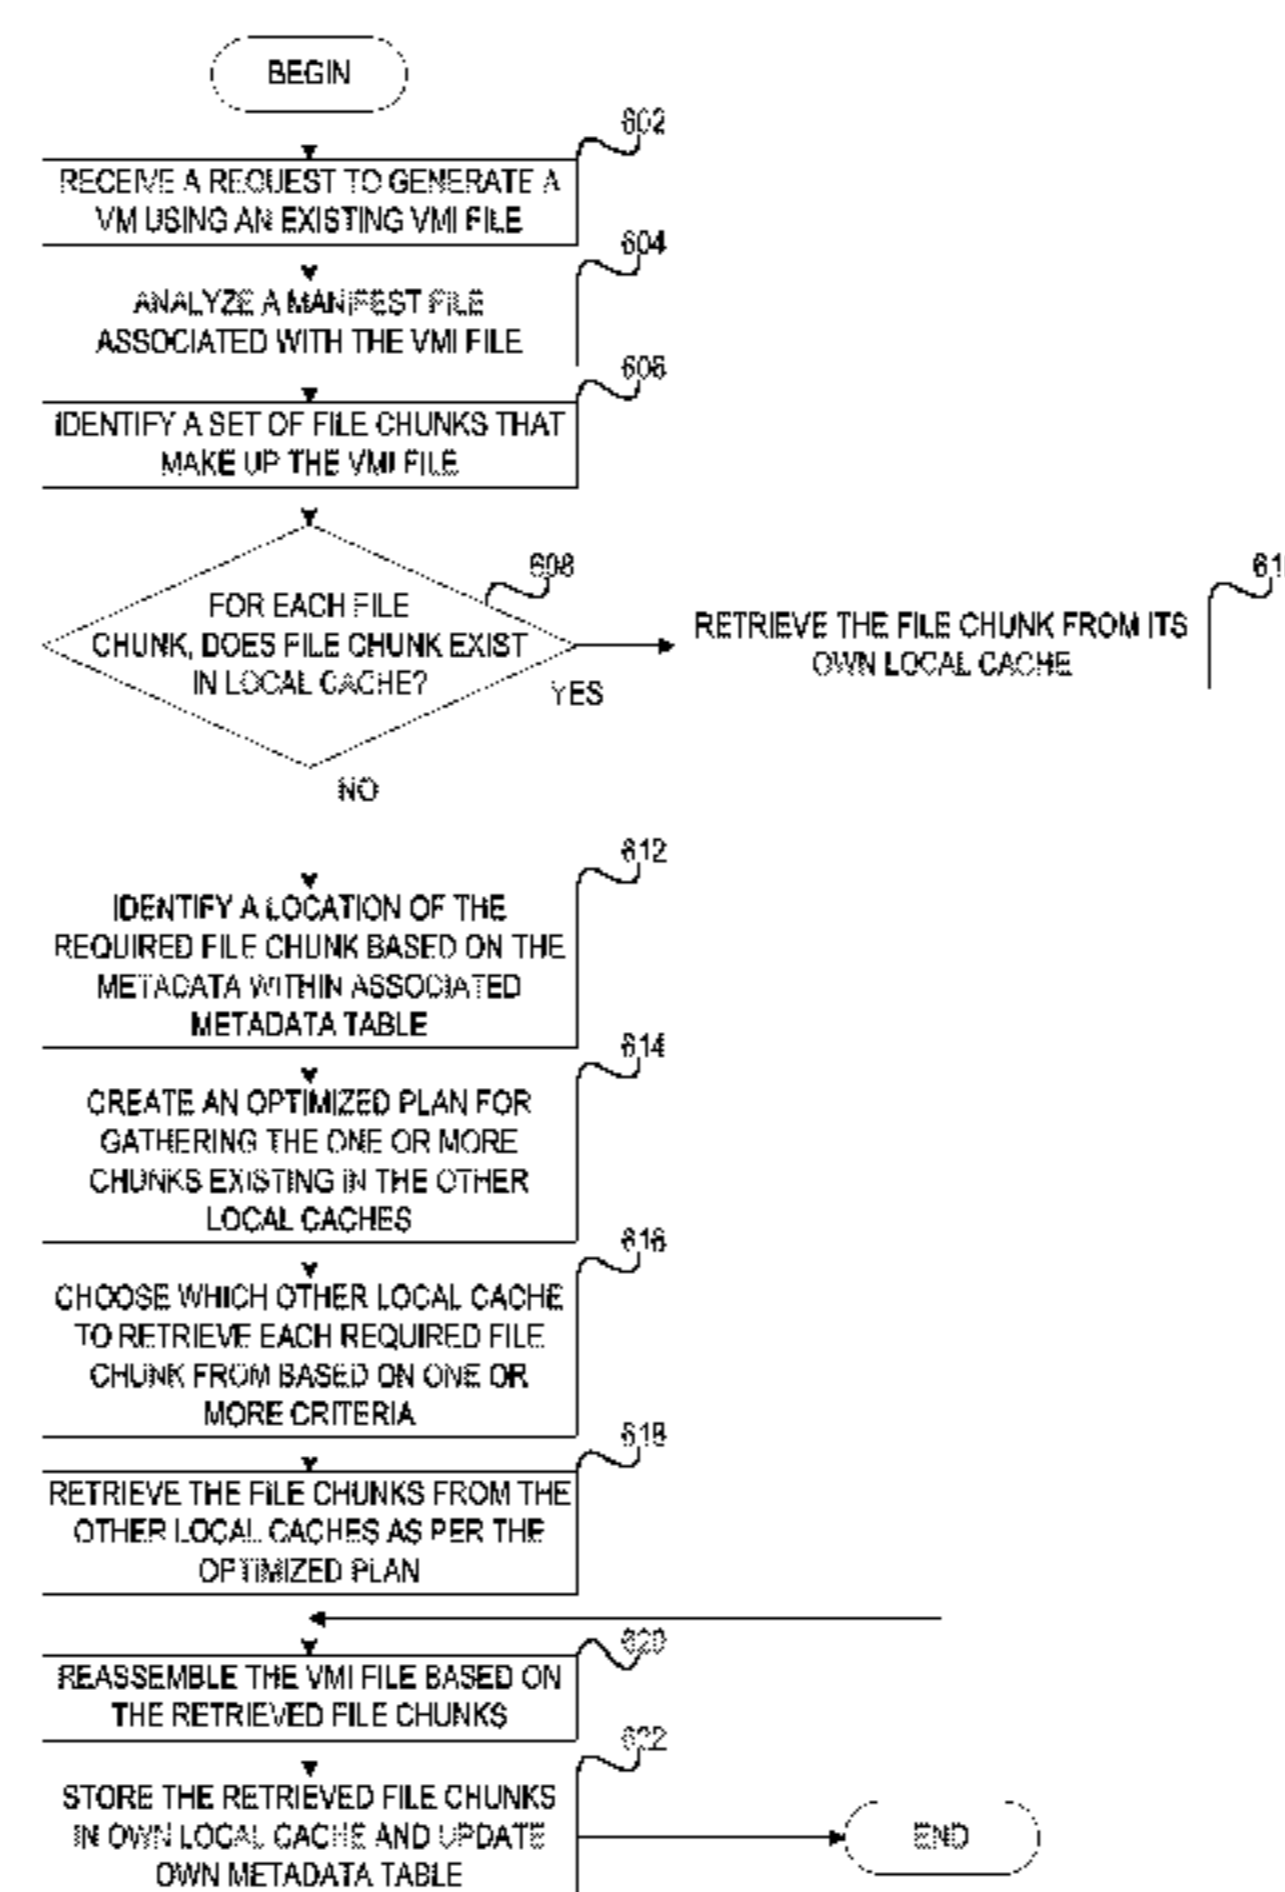 BEGIN
602
RECEIVE A REQUEST TO GENERATE A
VM USING AN EXISTING VMI FILE
604
ANALYZE A MANIFEST FILE
ASSOCIATED WITH THE VMI FILE
606
IDENTIFY A SET OF FILE CHUNKS THAT
MAKE UP THE VMI FILE
608
FOR EACH FILE
CHUNK, DOES FILE CHUNK EXIST
IN LOCAL CACHE?
YES
RETRIEVE THE FILE CHUNK FROM ITS
OWN LOCAL CACHE
NO
612
IDENTIFY A LOCATION OF THE
REQUIRED FILE CHUNK BASED ON THE
METADATA WITHIN ASSOCIATED
METADATA TABLE
614
CREATE AN OPTIMIZED PLAN FOR
GATHERING THE ONE OR MORE
CHUNKS EXISTING IN THE OTHER
LOCAL CACHES
616
CHOOSE WHICH OTHER LOCAL CACHE
TO RETRIEVE EACH REQUIRED FILE
CHUNK FROM BASED ON ONE OR
MORE CRITERIA
618
RETRIEVE THE FILE CHUNKS FROM THE
OTHER LOCAL CACHES AS PER THE
OPTIMIZED PLAN
620
REASSEMBLE THE VMI FILE BASED ON
THE RETRIEVED FILE CHUNKS
622
STORE THE RETRIEVED FILE CHUNKS
IN OWN LOCAL CACHE AND UPDATE
OWN METADATA TABLE
END